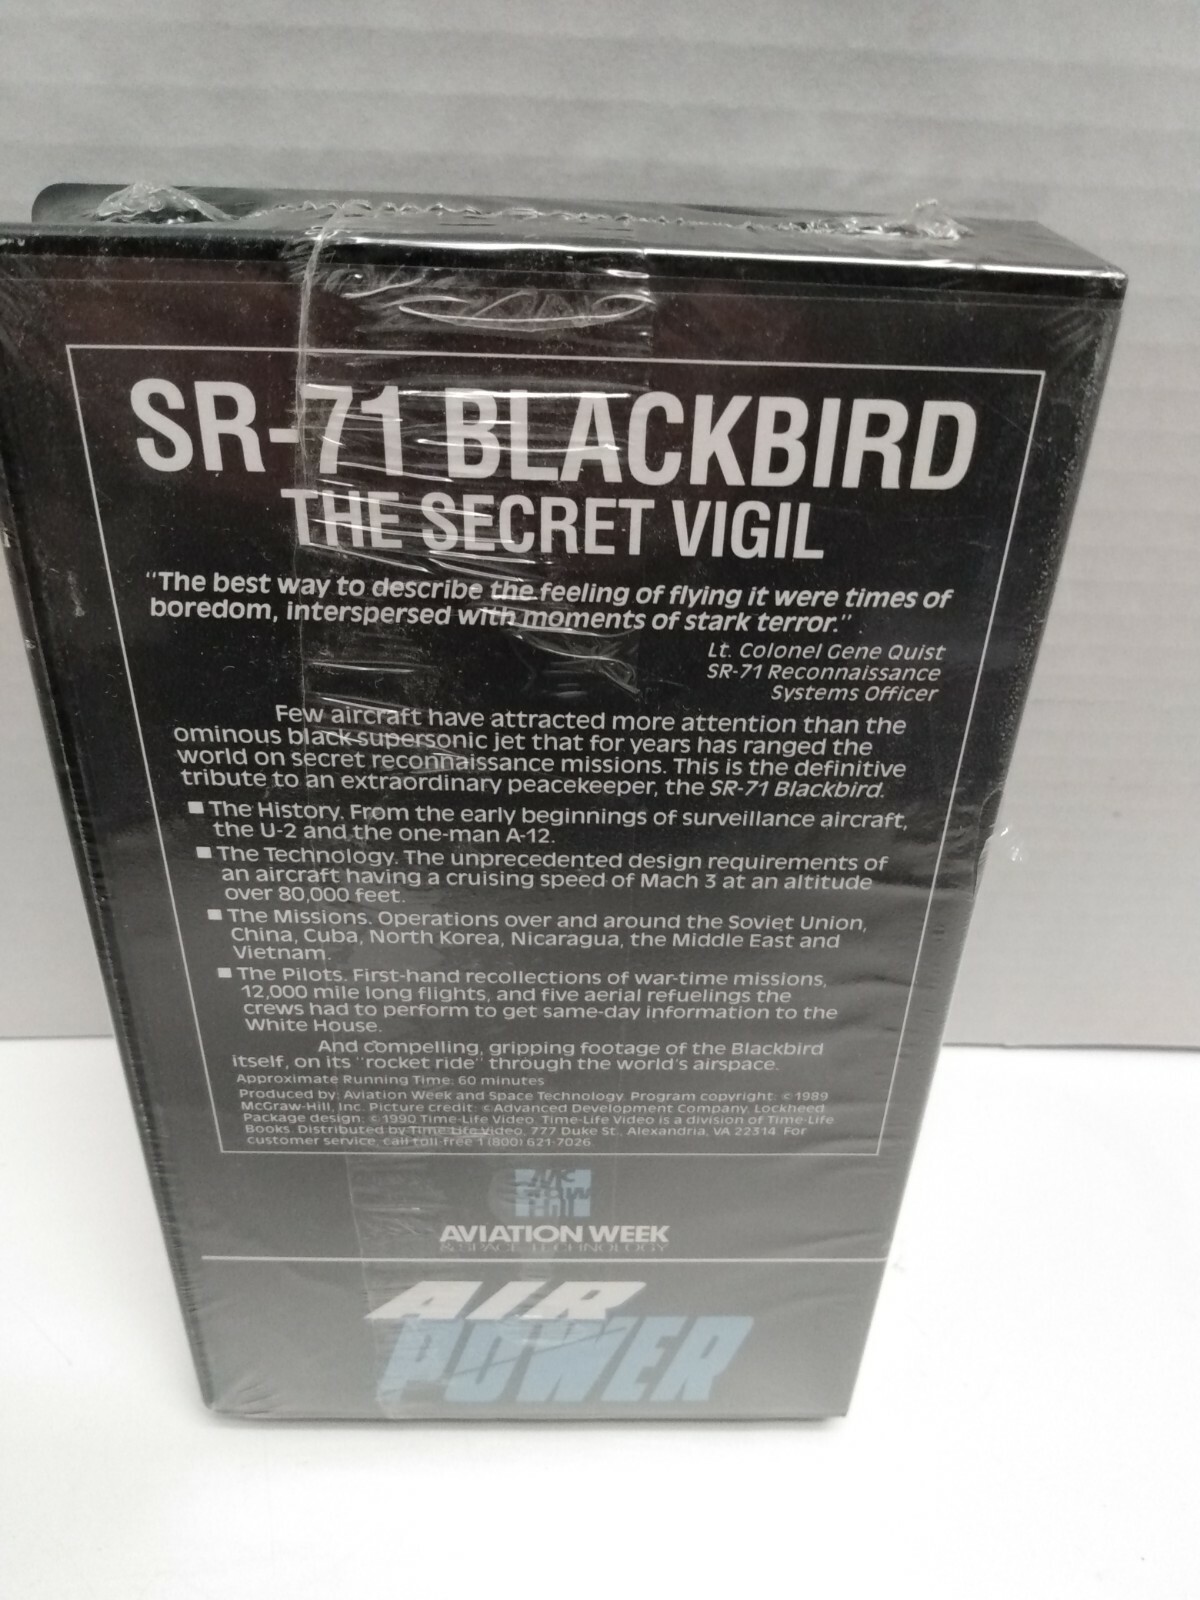 SR-71 BLACKBIRD
THE SECRET VIGIL
"The best way to describe the feeling of flying it were times of
boredom, interspersed with moments of stark terror."
Lt. Colonel Gene Quist
SR-71 Reconnaissance
Systems Officer
Few aircraft have attracted more attention than the
ominous black supersonic jet that for years has ranged the
world on secret reconnaissance missions. This is the definitive
tribute to an extraordinary peacekeeper, the SR-71 Blackbird.
■ The History. From the early beginnings of surveillance aircraft,
the U-2 and the one-man A-12.
■ The Technology. The unprecedented design requirements of
an aircraft having a cruising speed of Mach 3 at an altitude
over 80,000 feet.
■ The Missions. Operations over and around the Soviet Union,
China, Cuba, North Korea, Nicaragua, the Middle East and
Vietnam.
■ The Pilots. First-hand recollections of war-time missions,
12,000 mile long flights, and five aerial refuelings the
crews had to perform to get same-day information to the
White House.
And compelling, gripping footage of the Blackbird
itself, on its "rocket ride" through the world's airspace.
Approximate Running Time: 60 minutes
Produced by: Aviation Week and Space Technology. Program copyright: © 1989
McGraw-Hill, Inc. Picture credit: © Advanced Development Company, Lockheed.
Package design: © 1990 Time-Life Video. Time-Life Video is a division of Time-Life
Books. Distributed by Time Life Video, 777 Duke St., Alexandria, VA 22314. For
customer service, call toll free 1 (800) 621-7026.
Mc
Graw
Hill
AVIATION WEEK
& SPACE TECHNOLOGY
AIR
POWER